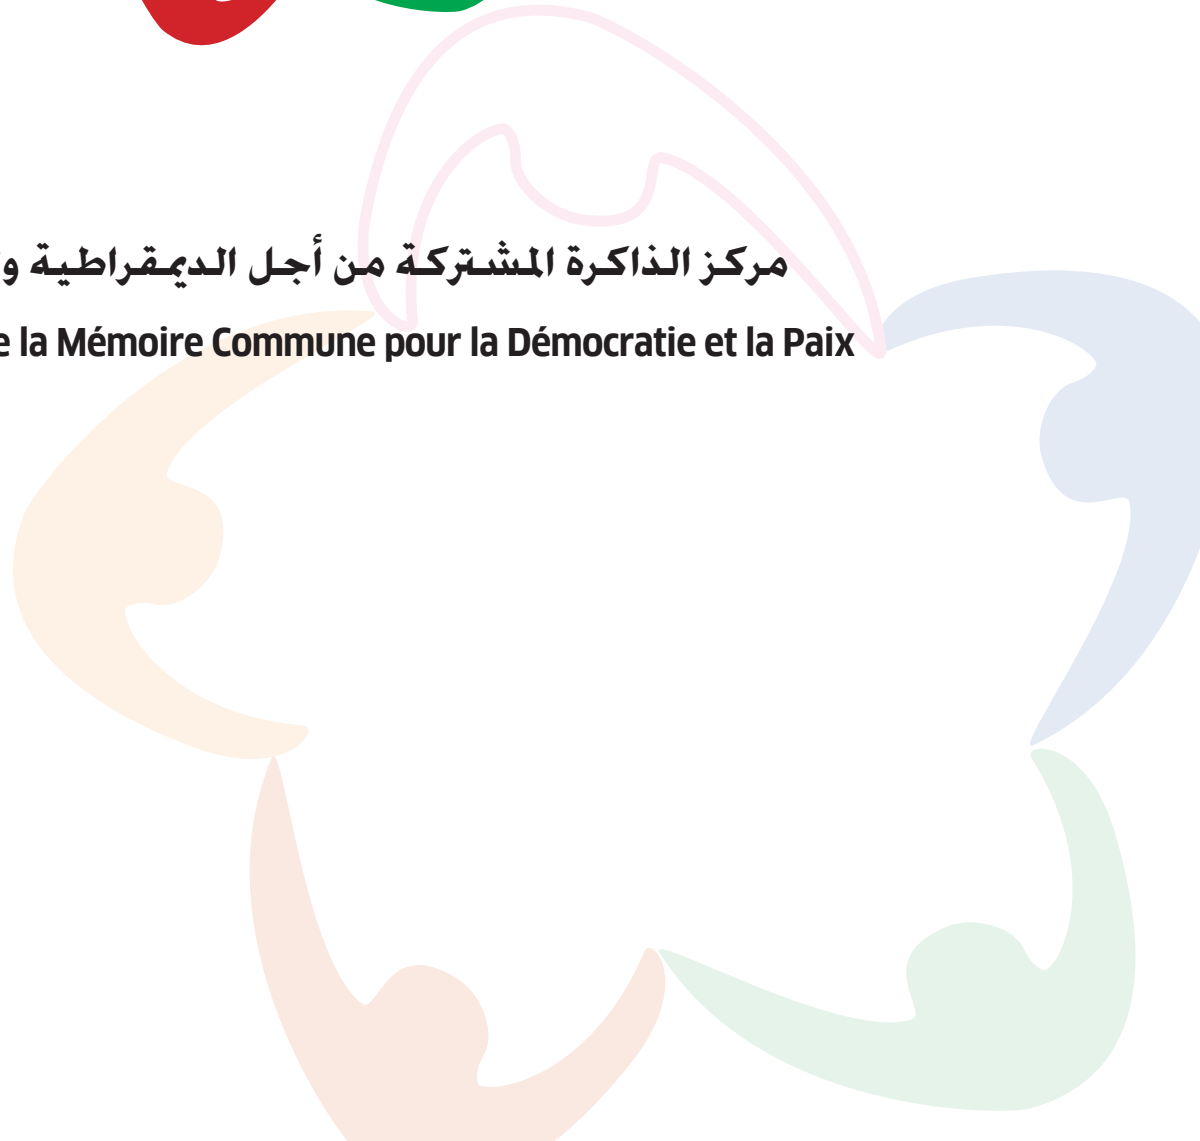 مركز الذاكرة المشتركة من أجل الديمقراطية و
e la Mémoire Commune pour la Démocratie et la Paix